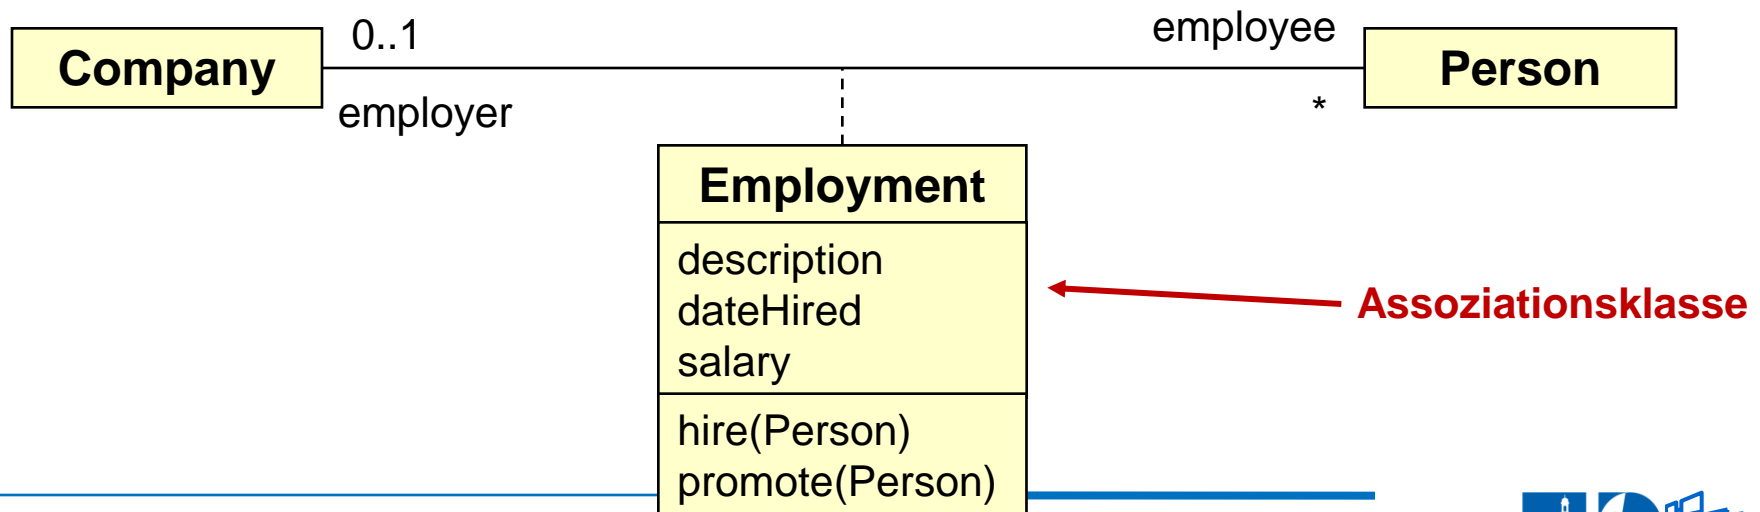 0..1
employee
Company
Person
employer
*
Employment
description
dateHired
salary
Assoziationsklasse
hire(Person)
promote(Person)